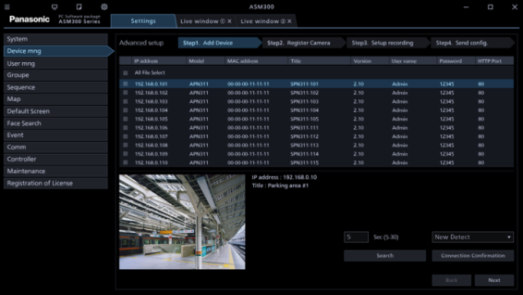 ASM300
Panasonic PC Software package ASM300 Series
Settings Live window ① × Live window ② ×
System
Device mng
User mng
Groupe
Sequence
Map
Default Screen
Face Search
Event
Comm
Controller
Maintenance
Registration of License
Advanced setup Step1. Add Device Step2. Register Camera Step3. Setup recording Step4. Send config.
IP address Model MAC address Title Version User name Password HTTP Port
All File Select
192.168.0.101 APN311 00-00-00-11-11-11 SPN311-101 2.10 Admin 12345 80
192.168.0.102 APN311 00-00-00-11-11-11 SPN311-102 2.10 Admin 12345 80
192.168.0.103 APN311 00-00-00-11-11-11 SPN311-103 2.10 Admin 12345 80
192.168.0.104 APN311 00-00-00-11-11-11 SPN311-104 2.10 Admin 12345 80
192.168.0.105 APN311 00-00-00-11-11-11 SPN311-105 2.10 Admin 12345 80
192.168.0.106 APN311 00-00-00-11-11-11 SPN311-111 2.10 Admin 12345 80
192.168.0.107 APN311 00-00-00-11-11-11 SPN311-112 2.10 Admin 12345 80
192.168.0.108 APN311 00-00-00-11-11-11 SPN311-113 2.10 Admin 12345 80
192.168.0.109 APN311 00-00-00-11-11-11 SPN311-114 2.10 Admin 12345 80
192.168.0.110 APN311 00-00-00-11-11-11 SPN311-115 2.10 Admin 12345 80
IP address : 192.168.0.10
Title : Parking area #1
5 Sec (5-30) New Detect
Search Connection Confirmation
Back Next